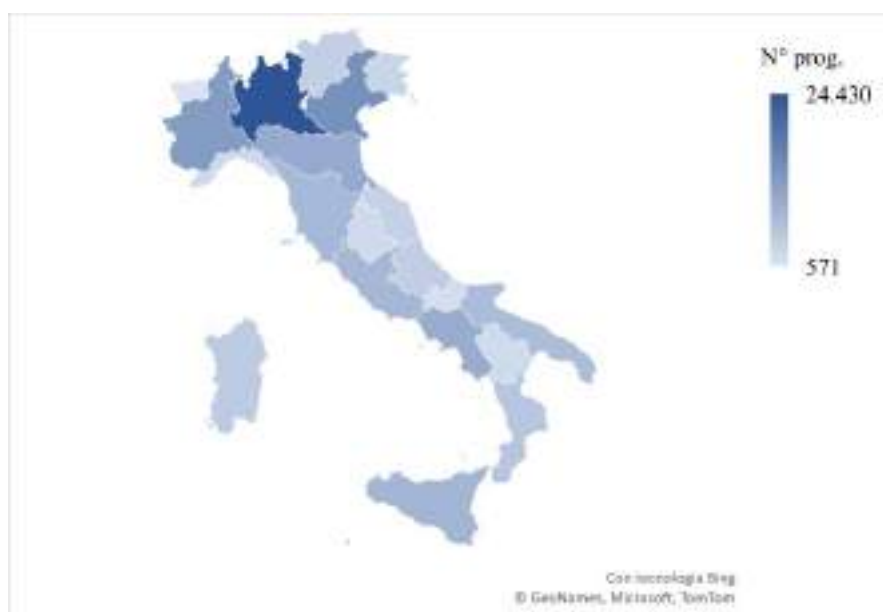 N° prog.
24.430
571
Con tecnologia Bing
© GeoNames, Microsoft, TomTom